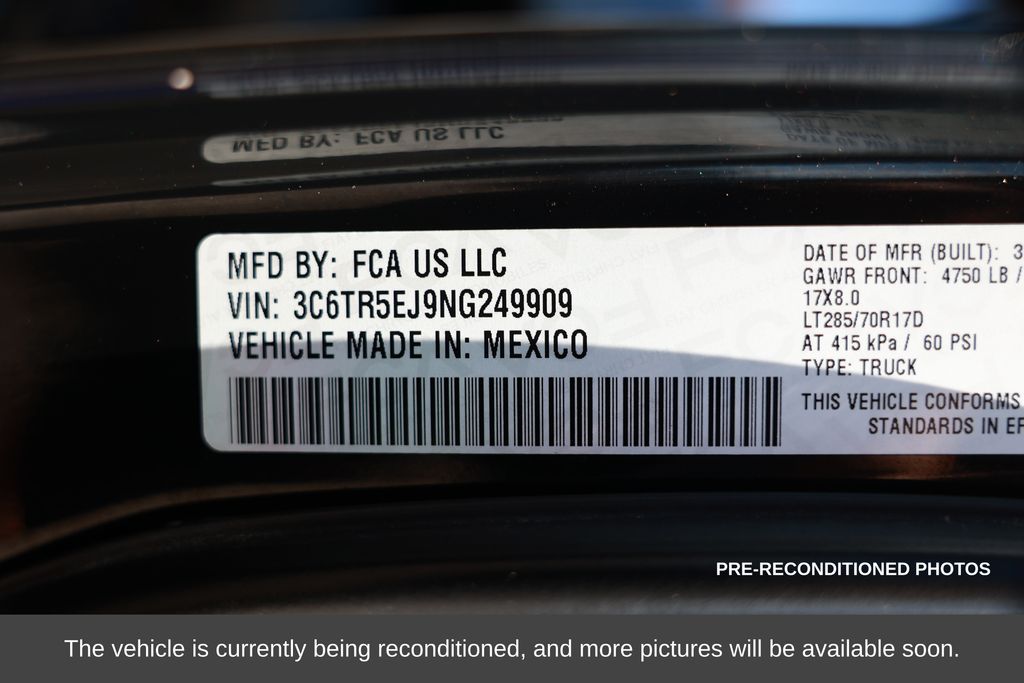 MFD BY: FCA US LLC
MFD BY: FCA US LLC
VIN: 3C6TR5EJ9NG249909
VEHICLE MADE IN: MEXICO
DATE OF MFR (BUILT): 3
GAWR FRONT: 4750 LB /
17X8.0
LT285/70R17D
AT 415 kPa / 60 PSI
TYPE: TRUCK
THIS VEHICLE CONFORMS
STANDARDS IN
PRE-RECONDITIONED PHOTOS
The vehicle is currently being reconditioned, and more pictures will be available soon.